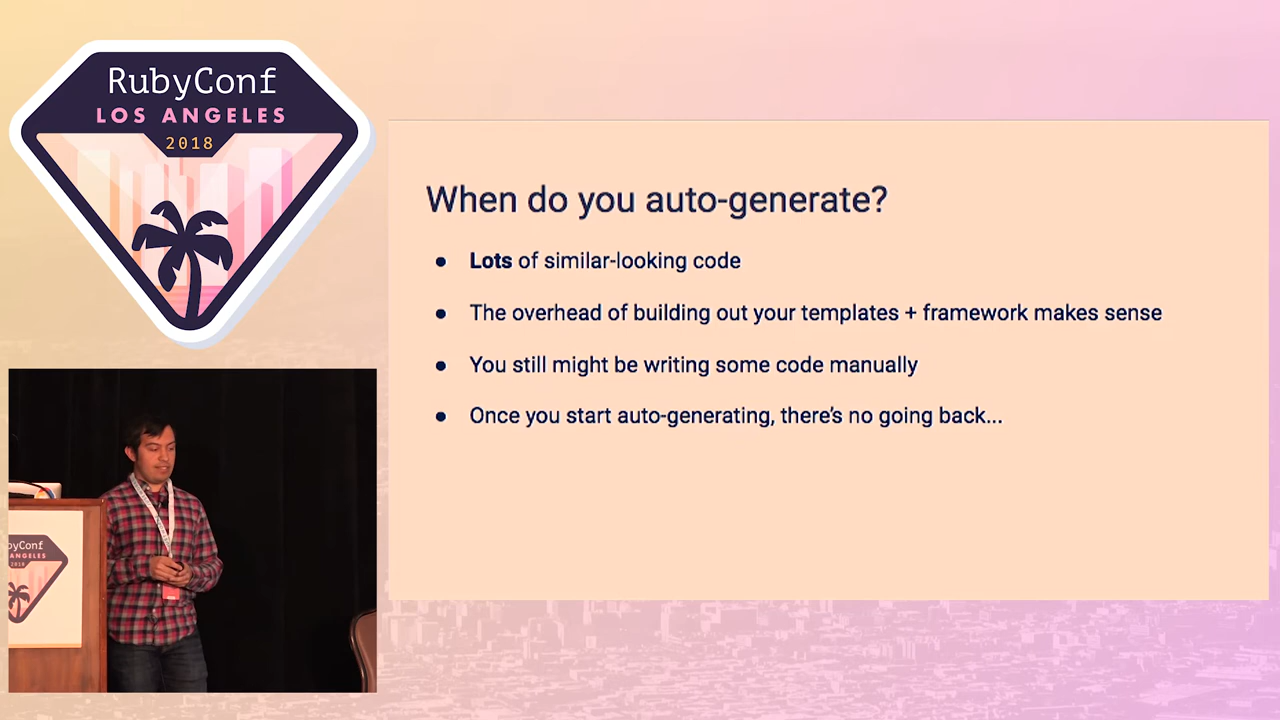 RubyConf
LOS ANGELES
2018
When do you auto-generate?
● Lots of similar-looking code
● The overhead of building out your templates + framework makes sense
● You still might be writing some code manually
● Once you start auto-generating, there's no going back...
ANGELES
2018